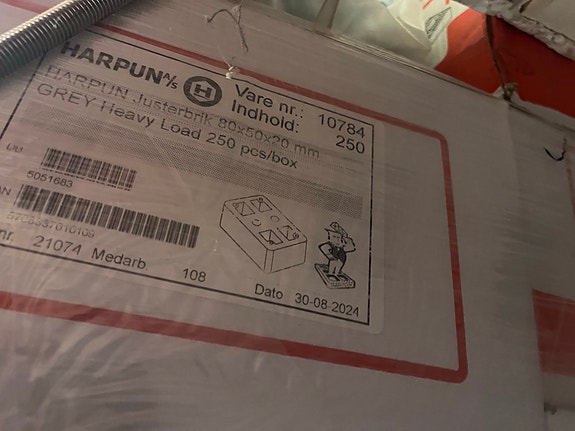 HARPUN A/S H Vare nr.: 10784
Indhold: 250
HARPUN Justerbrik 80x50x20 mm
GREY Heavy Load 250 pcs/box
5051683
nr 21074 Medarb 108 Dato 30-08-2024